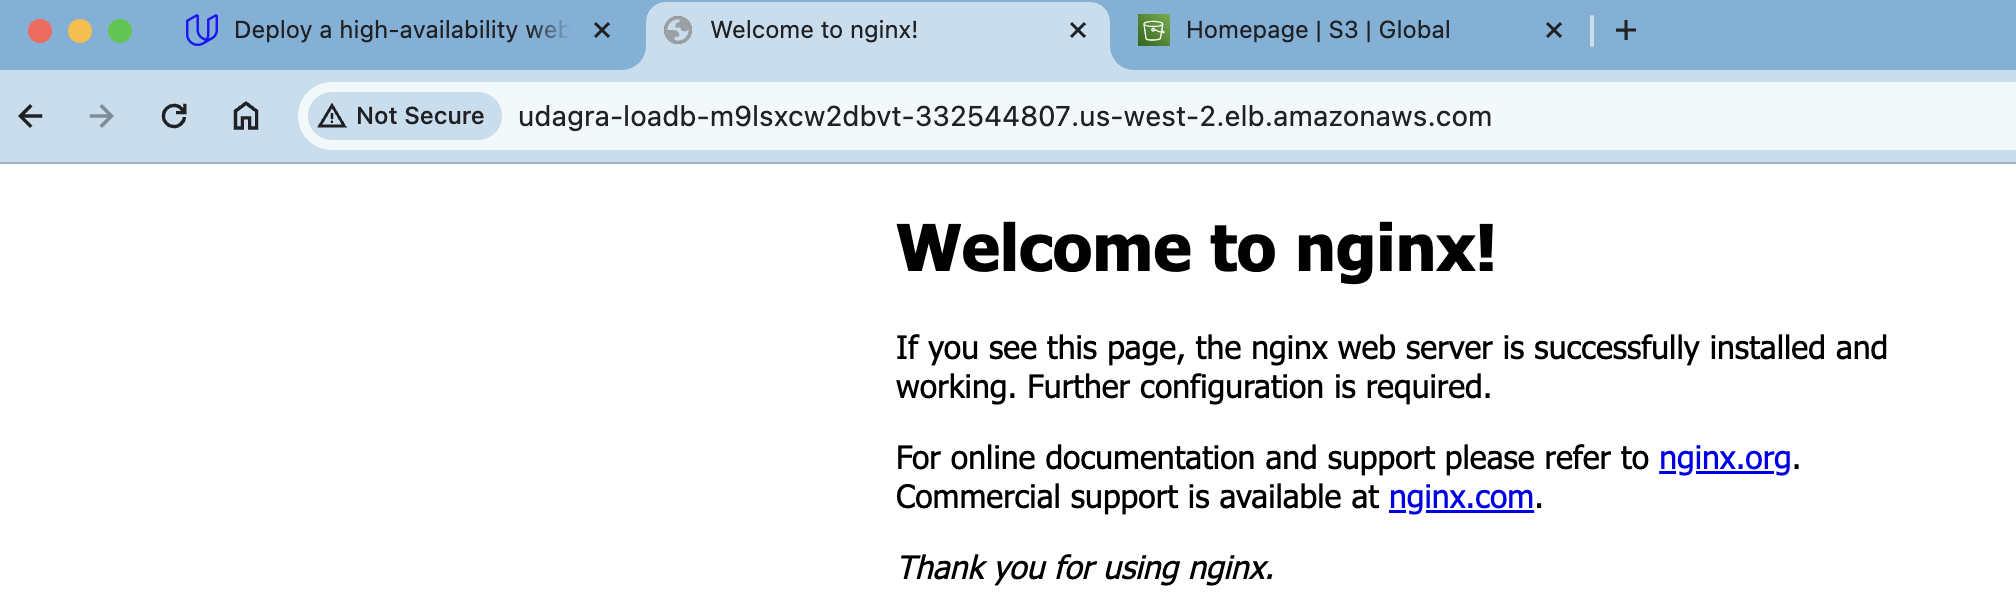 Deploy a high-availability web
Welcome to nginx!
Homepage | S3 | Global
Not Secure
udagra-loadb-m9lsxcw2dbvt-332544807.us-west-2.elb.amazonaws.com
Welcome to nginx!
If you see this page, the nginx web server is successfully installed and
working. Further configuration is required.
For online documentation and support please refer to nginx.org.
Commercial support is available at nginx.com.
Thank you for using nginx.